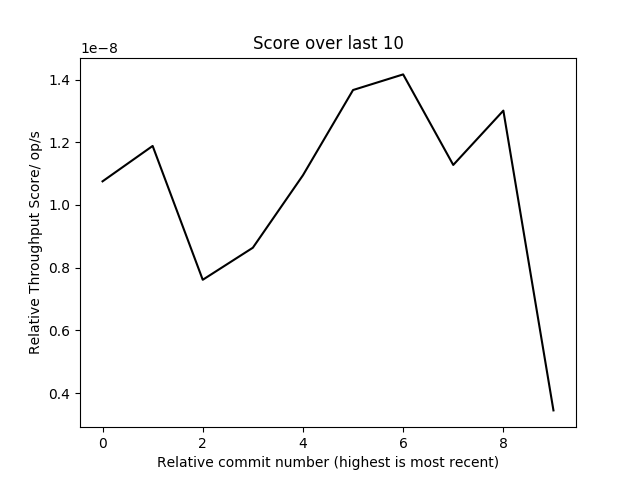 Score over last 10
1e−8
1.4
1.2
1.0
0.8
0.6
0.4
Relative Throughput Score/ op/s
0 2 4 6 8
Relative commit number (highest is most recent)